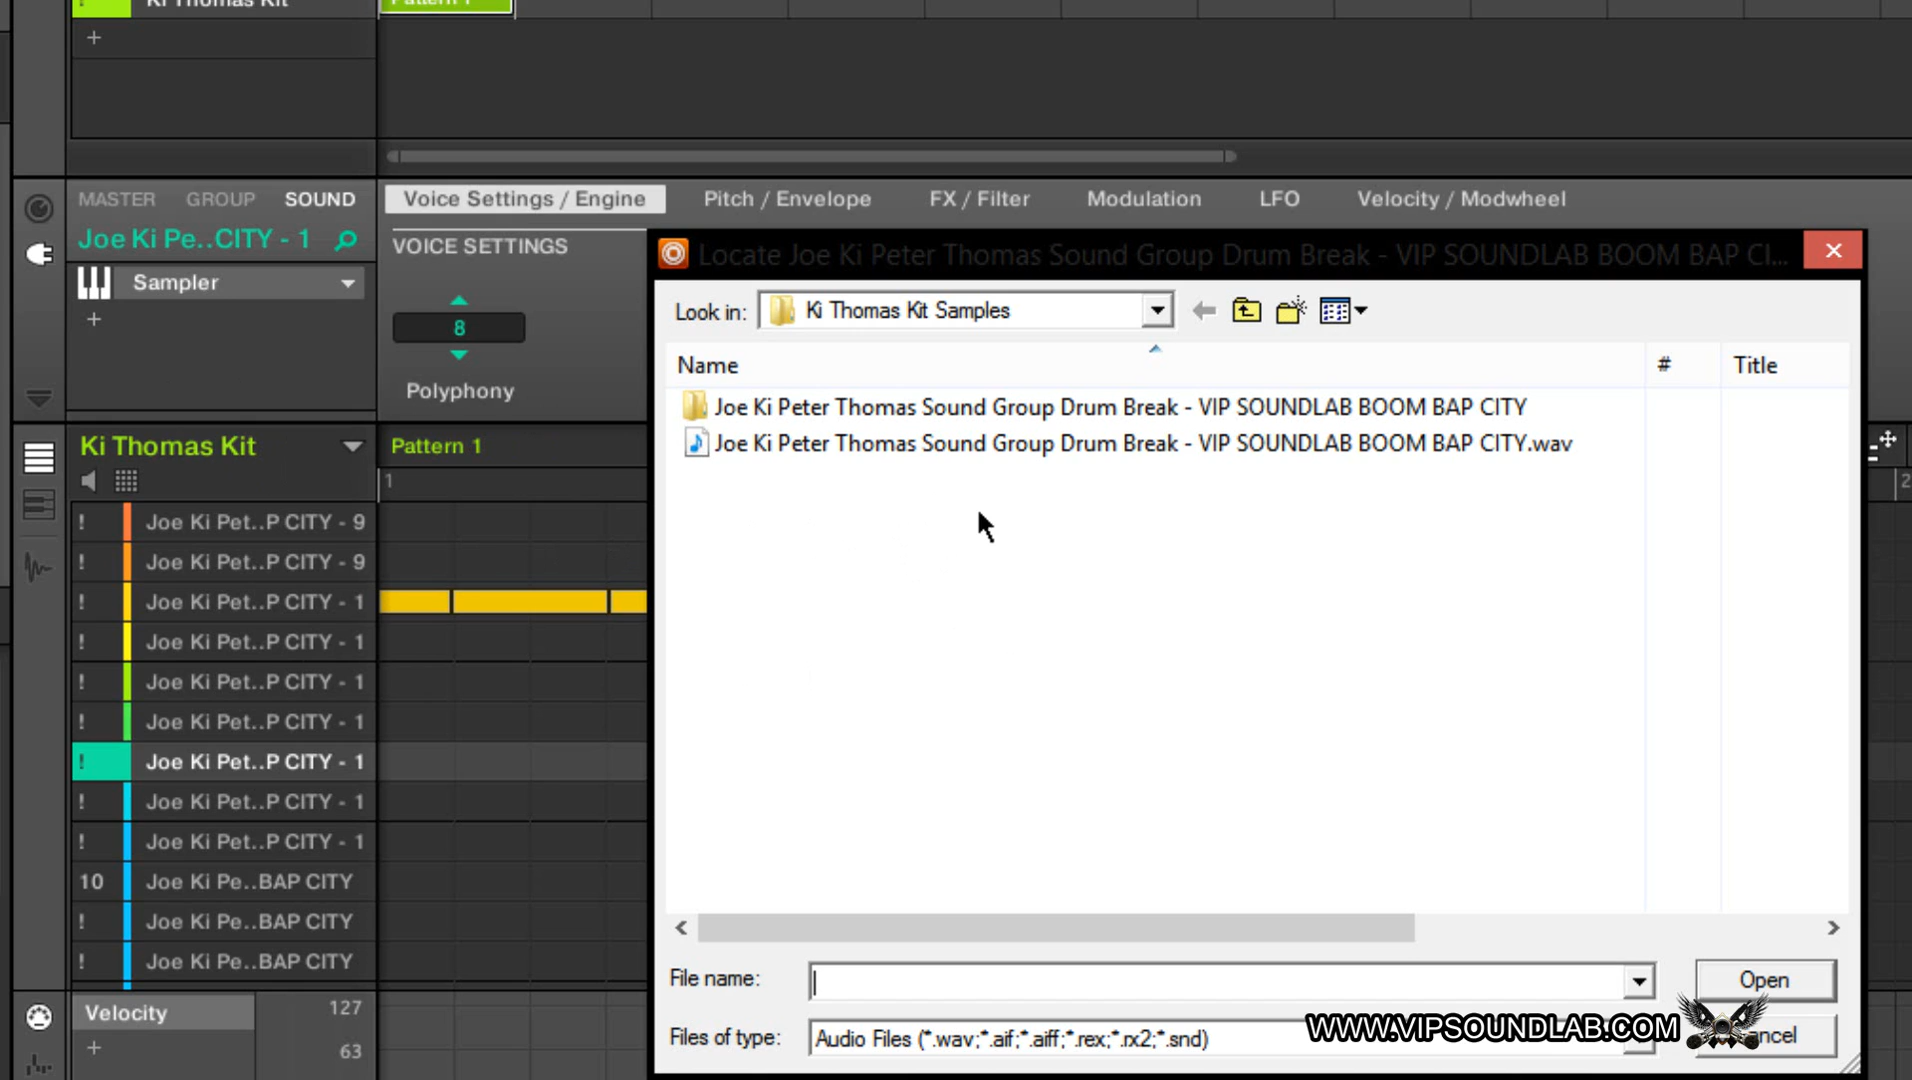 Ki Thomas Kit
Pattern 1
+
MASTER GROUP SOUND
Joe Ki Pe..CITY - 1
Sampler
+
Voice Settings / Engine
Pitch / Envelope
FX / Filter
Modulation
LFO
Velocity / Modwheel
VOICE SETTINGS
8
Polyphony
Locate Joe Ki Peter Thomas Sound Group Drum Break - VIP SOUNDLAB BOOM BAP CI...
Look in: Ki Thomas Kit Samples
Name # Title
Joe Ki Peter Thomas Sound Group Drum Break - VIP SOUNDLAB BOOM BAP CITY
Joe Ki Peter Thomas Sound Group Drum Break - VIP SOUNDLAB BOOM BAP CITY.wav
Ki Thomas Kit
Pattern 1
1
2
! Joe Ki Pet..P CITY - 9
! Joe Ki Pet..P CITY - 9
! Joe Ki Pet..P CITY - 1
! Joe Ki Pet..P CITY - 1
! Joe Ki Pet..P CITY - 1
! Joe Ki Pet..P CITY - 1
! Joe Ki Pet..P CITY - 1
! Joe Ki Pet..P CITY - 1
! Joe Ki Pet..P CITY - 1
10 Joe Ki Pe..BAP CITY
! Joe Ki Pe..BAP CITY
! Joe Ki Pe..BAP CITY
Velocity
127
+
63
File name:
Open
Files of type: Audio Files (*.wav;*.aif;*.aiff;*.rex;*.rx2;*.snd)
ancel
WWW.VIPSOUNDLAB.COM